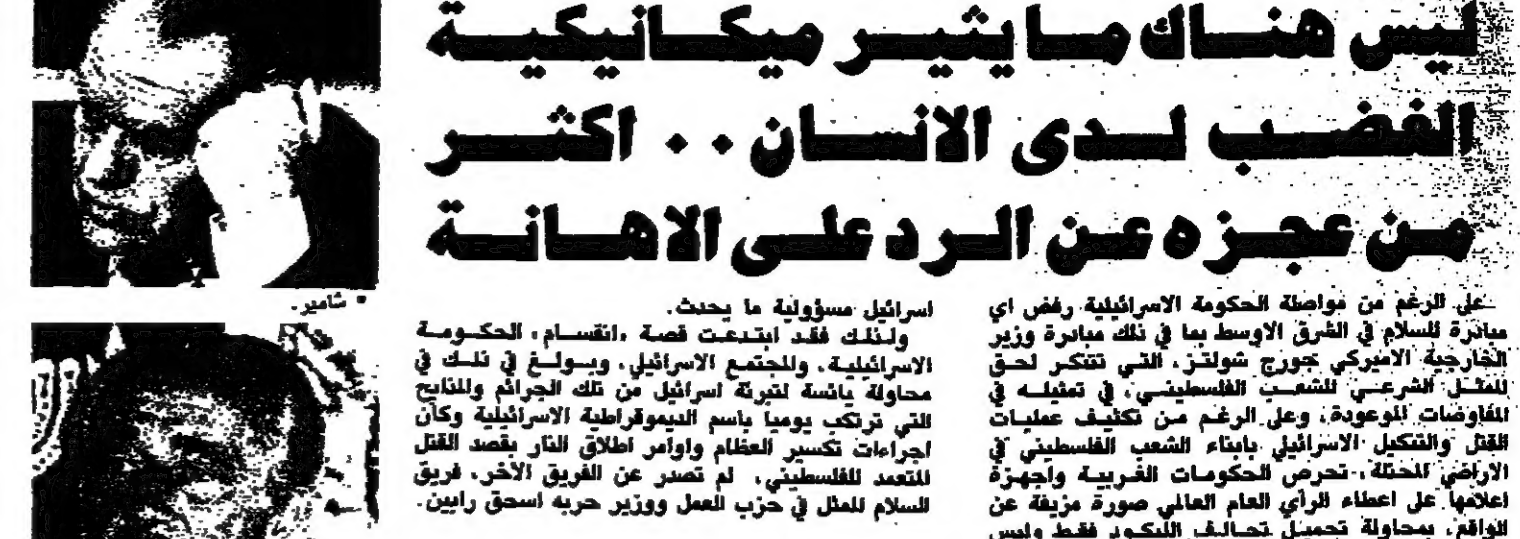 ليس هناك ما يثير ميكانيكية
الغضب لدى الانسان ٠٠ اكثر
من عجزه عن الرد على الاهانة
على الرغم من مواصلة الحكومة الاسرائيلية رفض اي
مبادرة للسلام في الشرق الاوسط بما في ذلك مبادرة وزير
الخارجية الاميركي جورج شولتز، التي تتنكر لحق
الممثل الشرعي للشعب الفلسطيني، في تمثيله في
المفاوضات الموعودة، وعلى الرغم من تكثيف عمليات
القتل والتنكيل الاسرائيلي بابناء الشعب الفلسطيني في
الاراضي المحتلة، تحرص الحكومات الغربية واجهزة
اعلامها على اعطاء الرأي العام العالمي صورة مزيفة عن
الواقع، بمحاولة تحميل تحالف الليكود فقط وليس
اسرائيل مسؤولية ما يحدث.
ولذلك فقد ابتدعت قصة «انقسام» الحكومة
الاسرائيلية، والمجتمع الاسرائيلي، ويبولغ في ذلك في
محاولة يائسة لتبرئة اسرائيل من تلك الجرائم والمذابح
التي ترتكب يوميا باسم الديموقراطية الاسرائيلية وكأن
اجراءات تكسير العظام واوامر اطلاق النار بقصد القتل
المتعمد للفلسطيني، لم تصدر عن الفريق الآخر، فريق
السلام الممثل في حزب العمل ووزير حربه اسحق رابين.
• شامير.